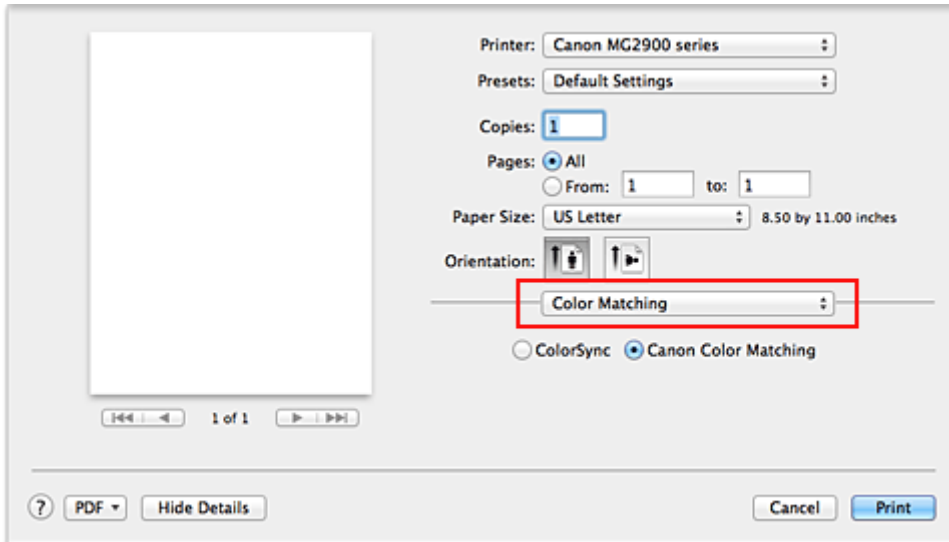 Printer: Canon MG2900 series
Presets: Default Settings
Copies: 1
Pages: All
From: 1 to: 1
Paper Size: US Letter 8.50 by 11.00 inches
Orientation:
Color Matching
ColorSync Canon Color Matching
1 of 1
? PDF Hide Details Cancel Print